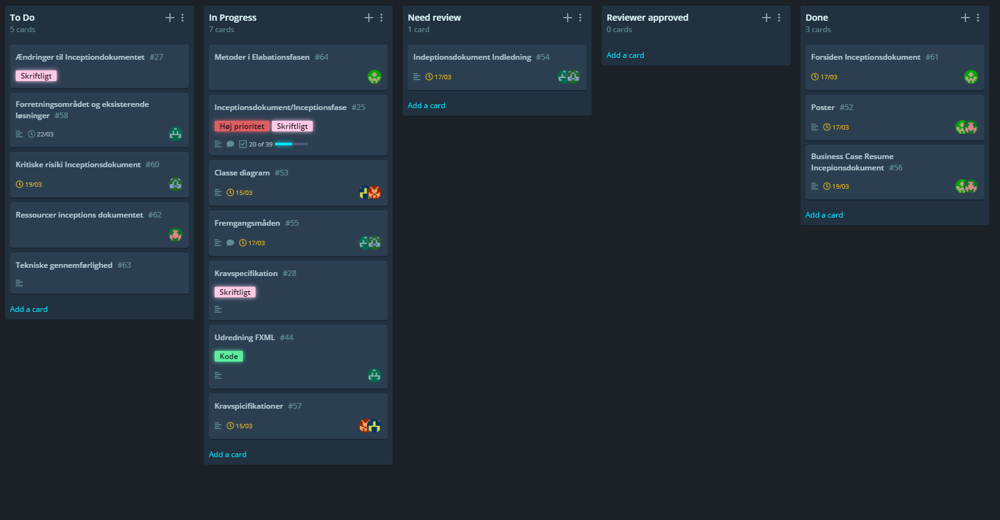 To Do
5 cards
Ændringer til Inceptiondokumentet #27
Skriftligt
Forretningsområdet og eksisterende
løsninger #58
22/03
Kritiske risiki Inceptionsdokument #60
19/03
Ressourcer inceptions dokumentet #62
Tekniske gennemførlighed #63
Add a card
In Progress
7 cards
Metoder i Elabationsfasen #64
Inceptionsdokument/Inceptionsfase #25
Høj prioritet Skriftligt
20 of 39
Classe diagram #53
15/03
Fremgangsmåden #55
17/03
Kravspecifikation #28
Skriftligt
Udredning FXML #44
Kode
Kravspicifikationer #57
15/03
Add a card
Need review
1 card
Indeptionsdokument Indledning #54
17/03
Add a card
Reviewer approved
0 cards
Add a card
Done
3 cards
Forsiden Inceptionsdokument #61
17/03
Poster #52
17/03
Business Case Resume
Incepionsdokument #56
19/03
Add a card